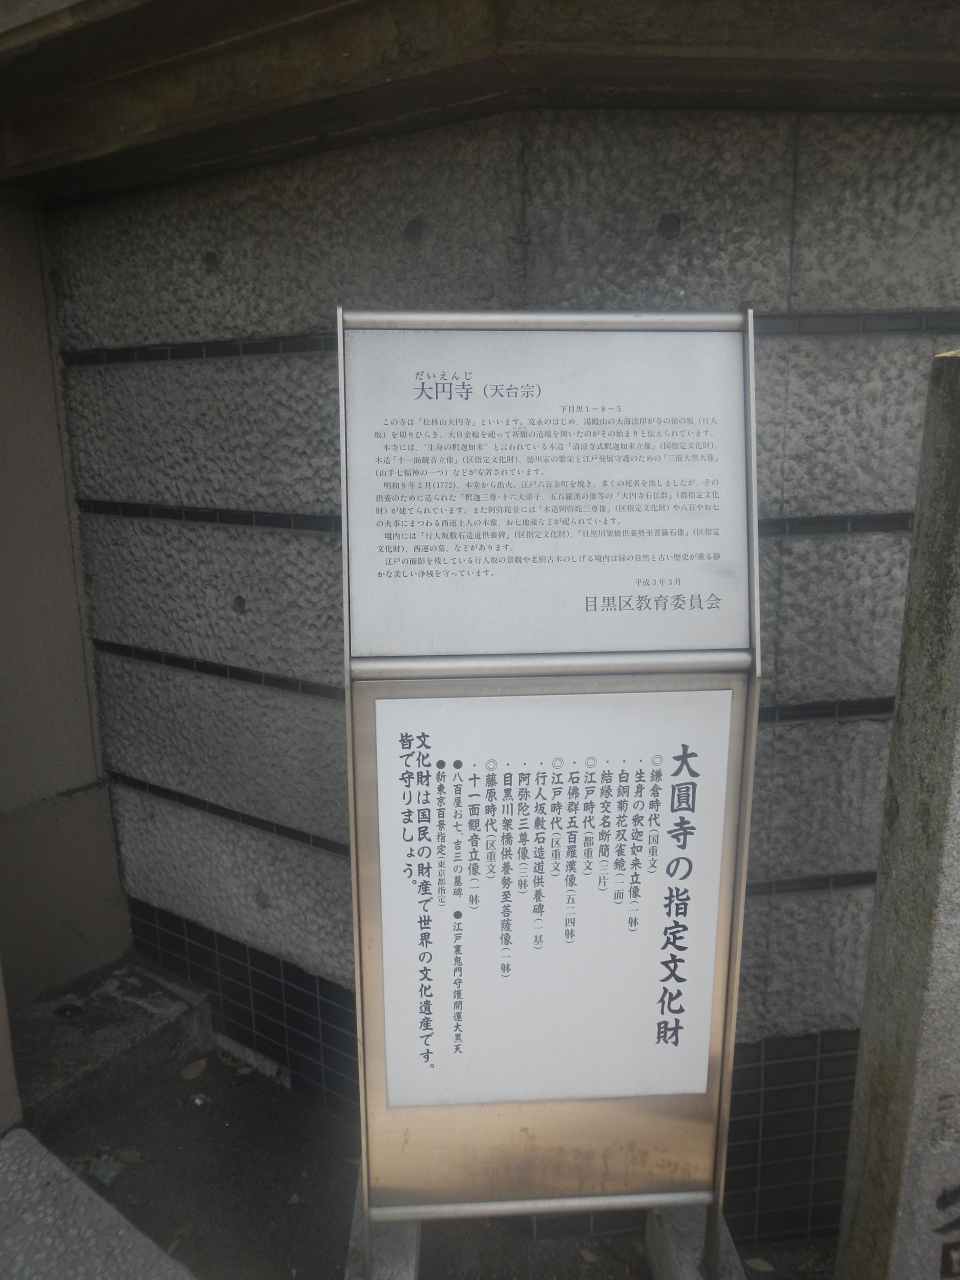 だいえんじ
大円寺（天台宗）
下目黒１－８－５
この寺は「松林山大円寺」といいます。寛永のはじめ、湯殿山の大海法印が寺の前の坂（行人
坂）を切りひらき、大日金輪を祀って祈願の道場を開いたのがその始まりと伝えられています。
本寺には、"生身の釈迦如来"と言われている木造「清涼寺式釈迦如来立像」（国指定文化財）、
木造「十一面観音立像」（区指定文化財）、徳川家の繁栄と江戸発展守護のための「三面大黒天像」
（山手七福神の一つ）などが安置されています。
明和９年２月（1772）、本堂から出火、江戸六百余町を焼き、多くの死者を出しましたが、その
供養のために造られた「釈迦三尊・十六大弟子、五百羅漢の像等の「大円寺石仏群」（都指定文化
財）が建てられています。また阿弥陀堂には「木造阿弥陀三尊像」（区指定文化財）や八百やお七
の火事にまつわる西運上人の木像、お七地蔵などが祀られています。
境内には「行人坂敷石造道供養碑」（区指定文化財）、「目黒川架橋供養勢至菩薩石像」（区指定
文化財）、西運の墓、などがあります。
江戸の面影を残している行人坂の景観や老樹古木のしげる境内は緑の自然と古い歴史が薫る静
かな美しい浄域を守っています。
平成３年３月
目黒区教育委員会
大圓寺の指定文化財
◎鎌倉時代（国重文）
・生身の釈迦如来立像（一躰）
・白銅菊花双雀鏡（一面）
・結縁交名断簡（三片）
◎江戸時代（都重文）
・石佛群五百羅漢像（五二四躰）
◎江戸時代（区重文）
・行人坂敷石造道供養碑（一基）
・阿弥陀三尊像（三躰）
・目黒川架橋供養勢至菩薩像（一躰）
◎藤原時代（区重文）
・十一面観音立像（一躰）
●八百屋お七、吉三の墓碑、●江戸裏鬼門守護開運大黒天
●新東京百景指定（東京都指定）
文化財は国民の財産で世界の文化遺産です。
皆で守りましょう。